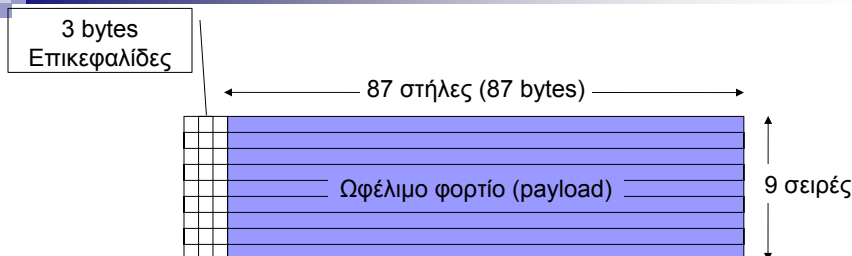 3 bytes
Επικεφαλίδες
87 στήλες (87 bytes)
Ωφέλιμο φορτίο (payload)
9 σειρές